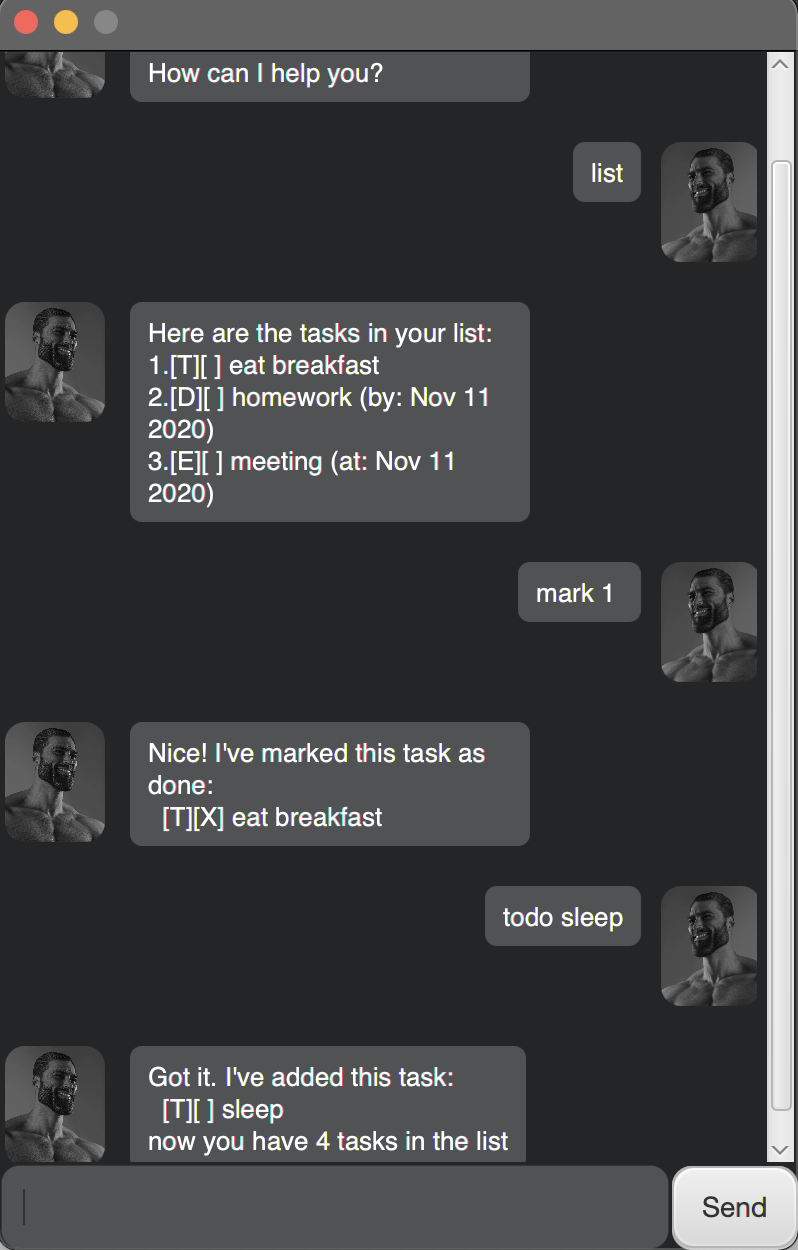 How can I help you?
list
Here are the tasks in your list:
1.[T][ ] eat breakfast
2.[D][ ] homework (by: Nov 11
2020)
3.[E][ ] meeting (at: Nov 11
2020)
mark 1
Nice! I've marked this task as
done:
[T][X] eat breakfast
todo sleep
Got it. I've added this task:
[T][ ] sleep
now you have 4 tasks in the list
Send